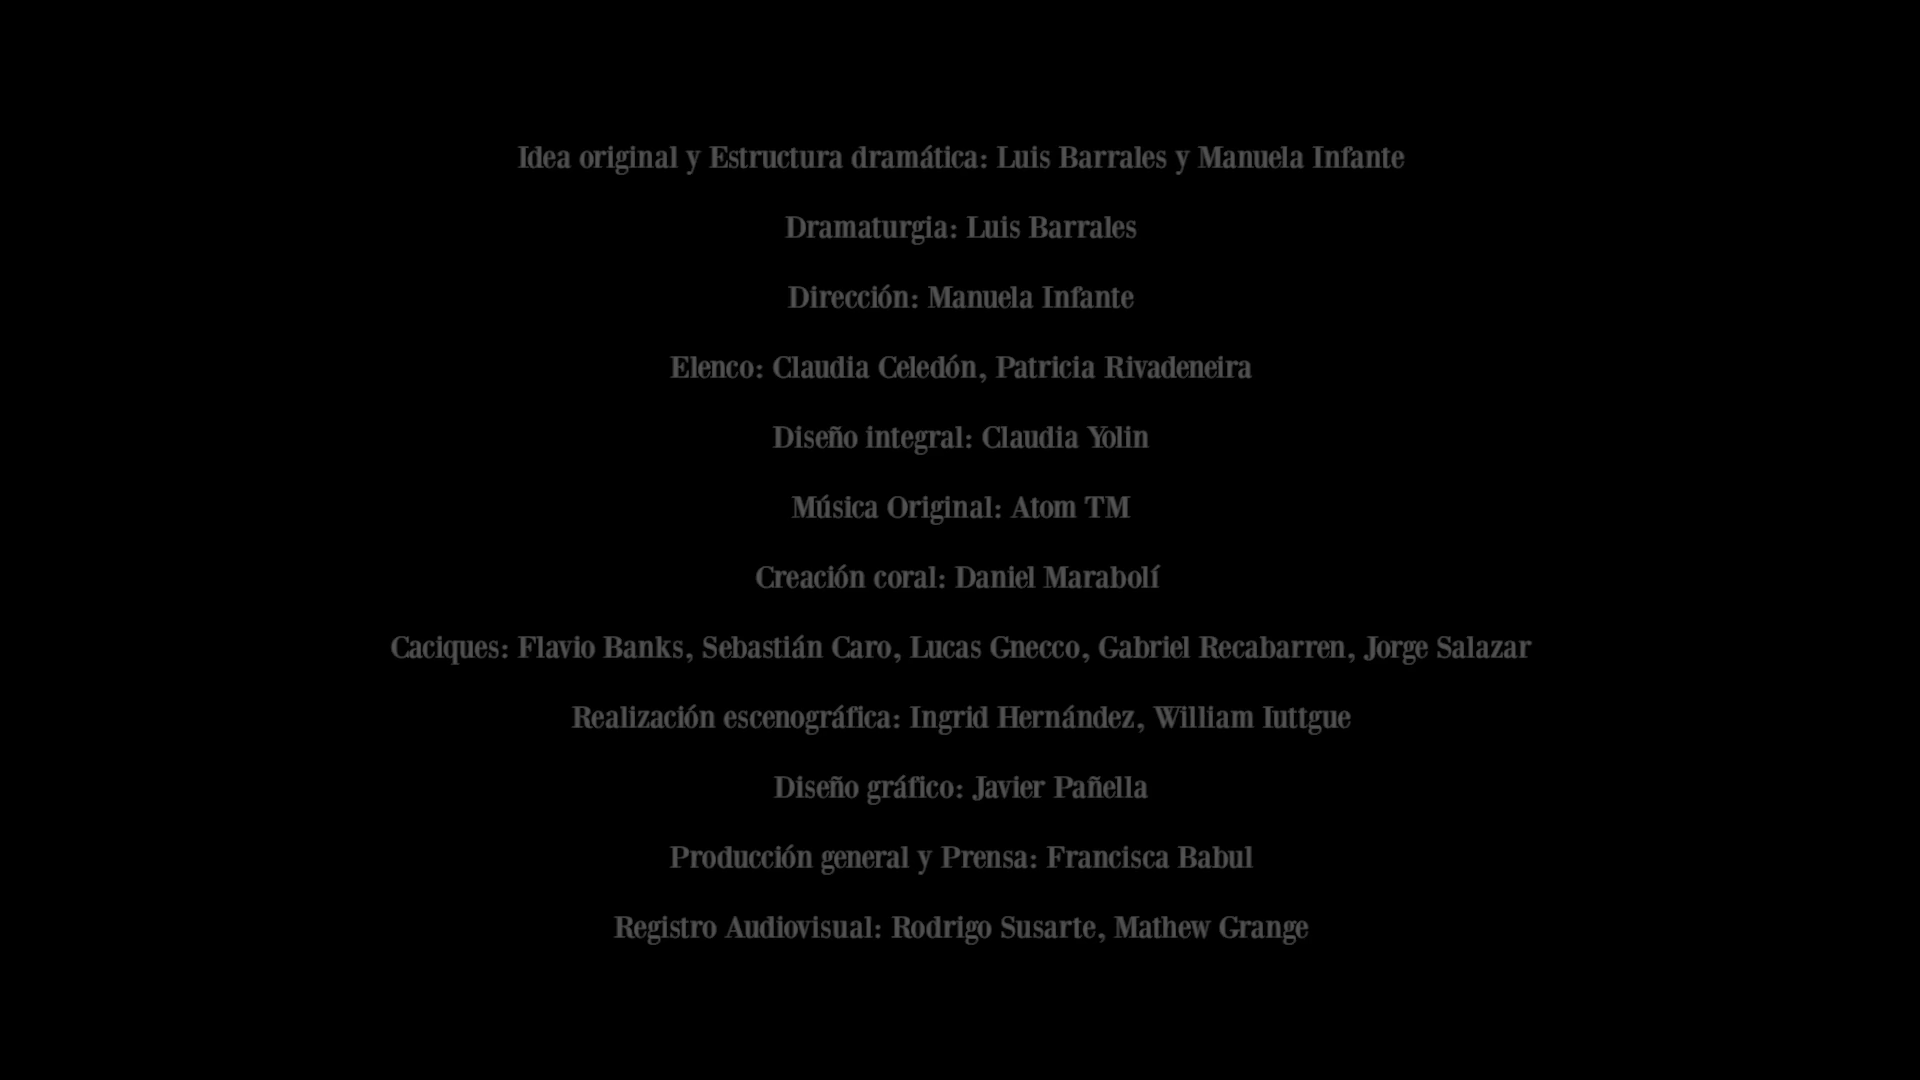 Idea original y Estructura dramática: Luis Barrales y Manuela Infante
Dramaturgia: Luis Barrales
Dirección: Manuela Infante
Elenco: Claudia Celedón, Patricia Rivadeneira
Diseño integral: Claudia Yolin
Música Original: Atom TM
Creación coral: Daniel Marabolí
Caciques: Flavio Banks, Sebastián Caro, Lucas Gnecco, Gabriel Recabarren, Jorge Salazar
Realización escenográfica: Ingrid Hernández, William Iuttgue
Diseño gráfico: Javier Pañella
Producción general y Prensa: Francisca Babul
Registro Audiovisual: Rodrigo Susarte, Mathew Grange